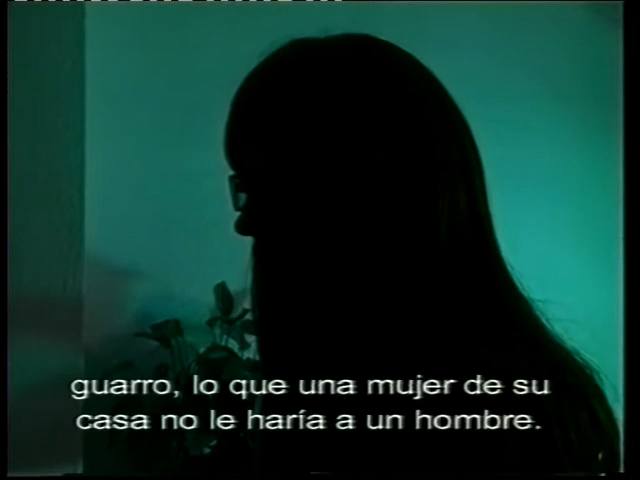 guarro, lo que una mujer de su
casa no le haría a un hombre.